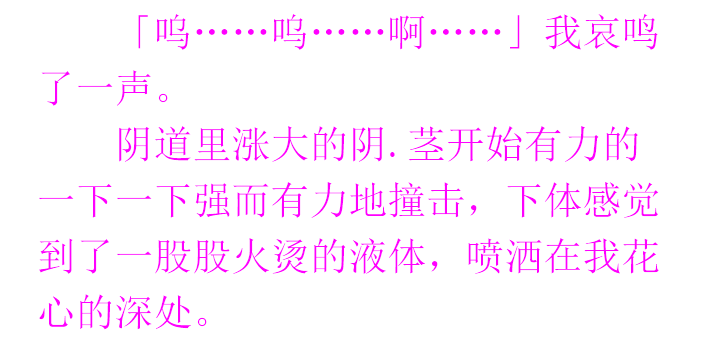 「呜……呜……啊……」我哀鸣
了一声。
阴道里涨大的阴.茎开始有力的
一下一下强而有力地撞击，下体感觉
到了一股股火烫的液体，喷洒在我花
心的深处。